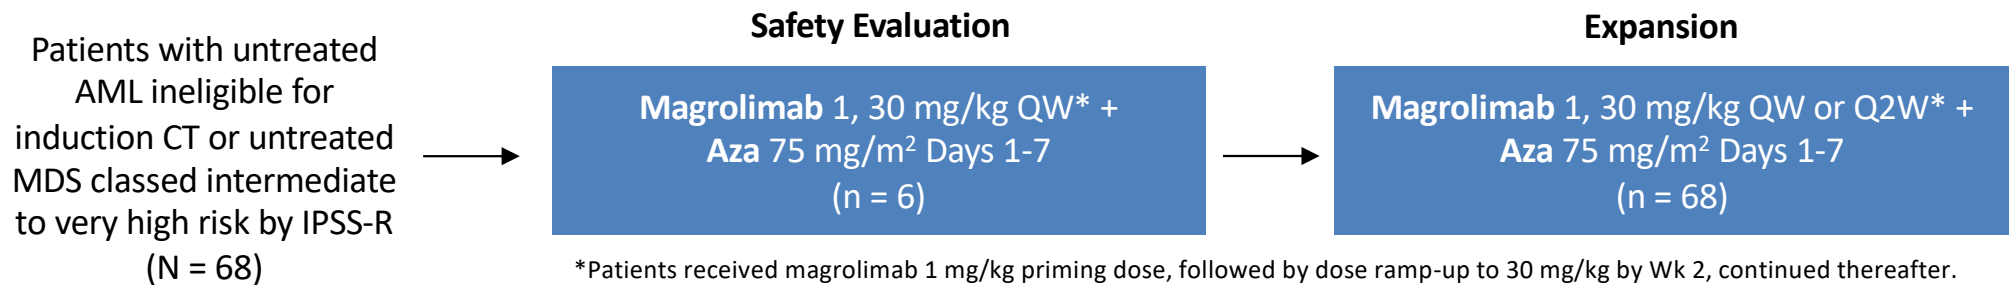 Patients with untreated
AML ineligible for
induction CT or untreated
MDS classed intermediate
to very high risk by IPSS-R
(N = 68)
Safety Evaluation
Magrolimab 1, 30 mg/kg QW* +
Aza 75 mg/m² Days 1-7
(n = 6)
Expansion
Magrolimab 1, 30 mg/kg QW or Q2W* +
Aza 75 mg/m² Days 1-7
(n = 68)
*Patients received magrolimab 1 mg/kg priming dose, followed by dose ramp-up to 30 mg/kg by Wk 2, continued thereafter.